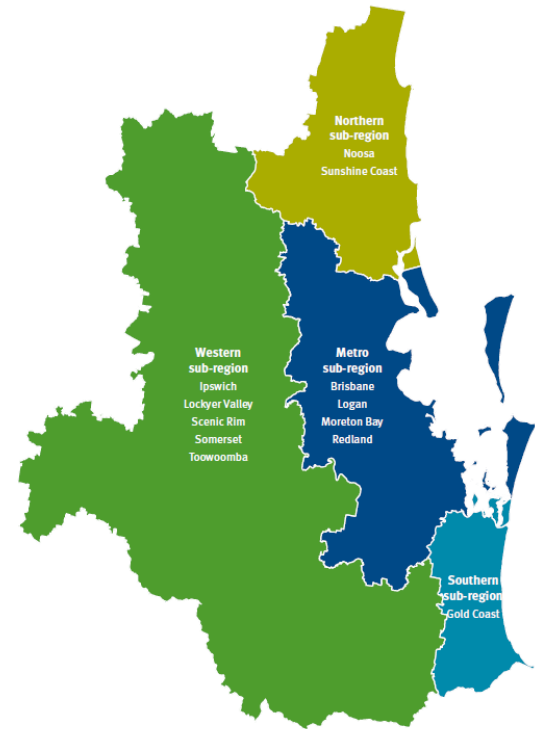 Northern
sub-region
Noosa
Sunshine Coast
Western
sub-region
Ipswich
Lockyer Valley
Scenic Rim
Somerset
Toowoomba
Metro
sub-region
Brisbane
Logan
Moreton Bay
Redland
Southern
sub-region
Gold Coast